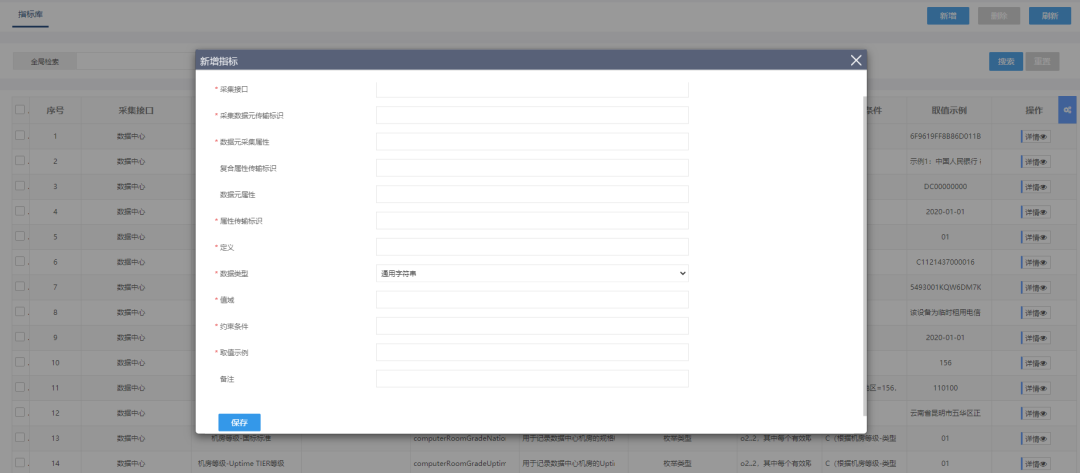 指标库
新增 删除 刷新
全局检索 搜索 重置
新增指标
* 采集接口
* 采集数据元传输标识
* 数据元采集属性
复合属性传输标识
数据元属性
* 属性传输标识
* 定义
* 数据类型 通用字符串
* 值域
* 约束条件
* 取值示例
备注
保存
序号 采集接口 条件 取值示例 操作
1 数据中心 6F9619FF8B86D011B 详情
2 数据中心 示例1：中国人民银行 详情
3 数据中心 DC00000000 详情
4 数据中心 2020-01-01 详情
5 数据中心 01 详情
6 数据中心 C1121437000016 详情
7 数据中心 5493001KQW6DM7K 详情
8 数据中心 该设备为临时租用电信 详情
9 数据中心 2020-01-01 详情
10 数据中心 156 详情
11 数据中心 区=156. 110100 详情
12 数据中心 云南省昆明市五华区正 详情
13 机房等级-国际标准 computerRoomGradeNatio 用于记录数据中心机房的 枚举类型 o2..2，其中每个有效取 C（根据机房等级-类型 01 详情
14 机房等级-Uptime TIER等级 computerRoomGradeUptim 用于记录数据中心机房的Upti 枚举类型 o2..2，其中每个有效取 C（根据机房等级-类型 01 详情